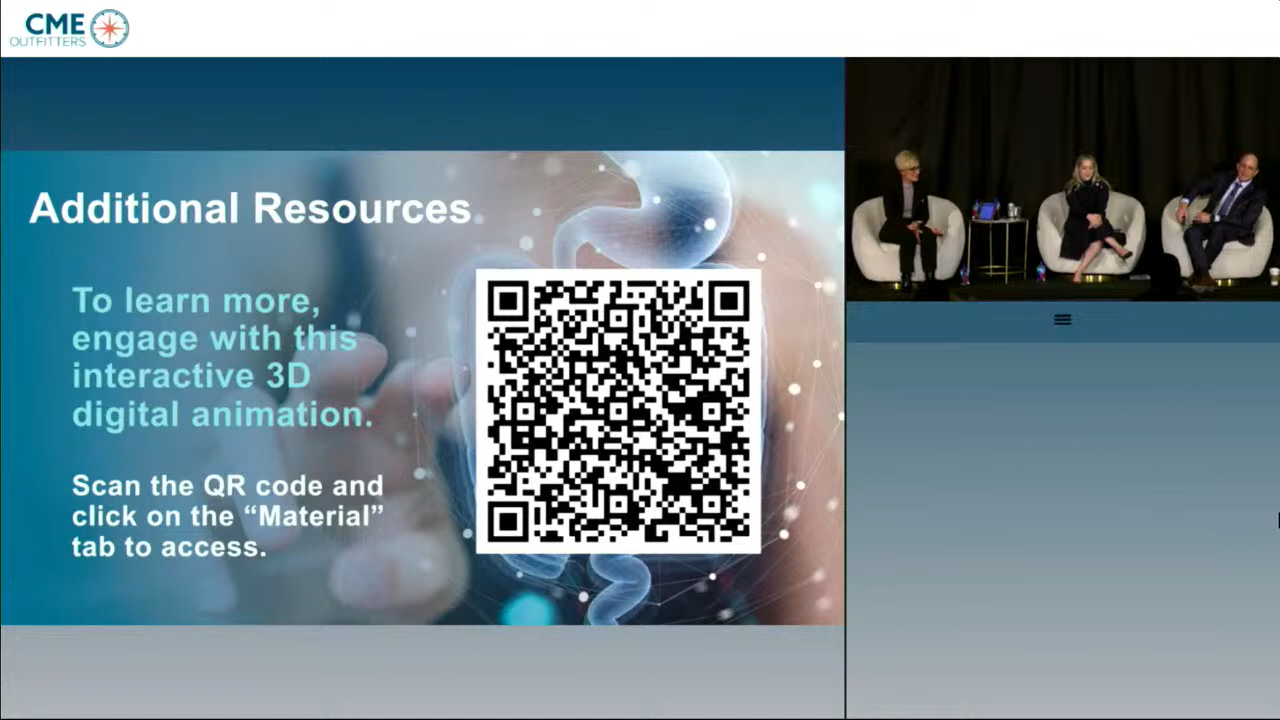 CME
OUTFITTERS
Additional Resources
To learn more,
engage with this
interactive 3D
digital animation.
Scan the QR code and
click on the “Material”
tab to access.